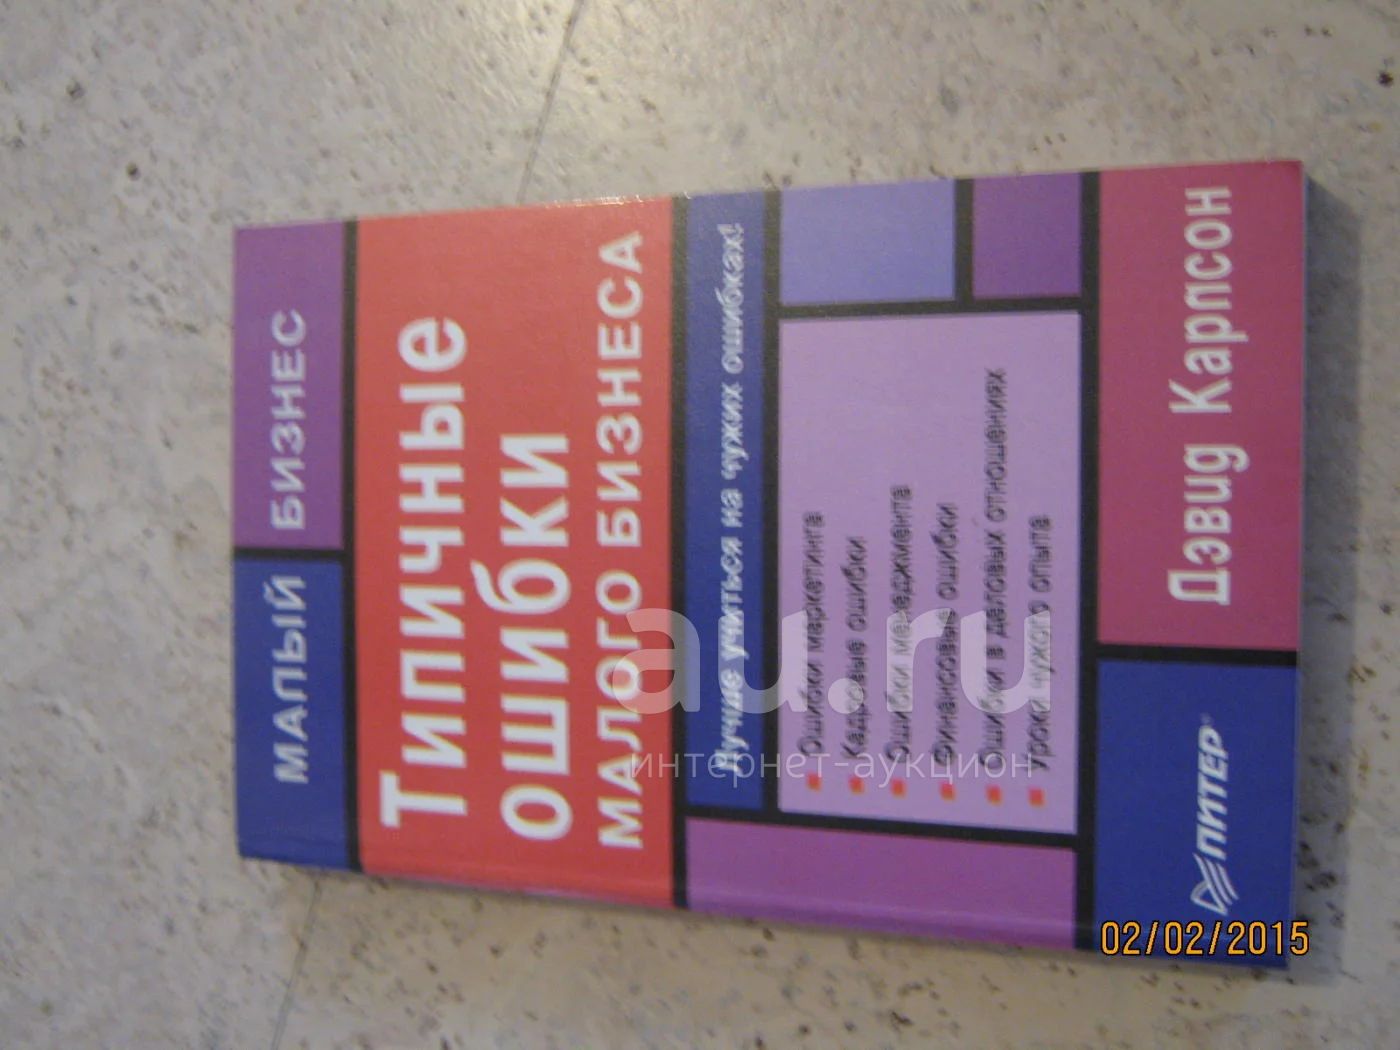 МАЛЫЙ БИЗНЕС
Типичные
ошибки
МАЛОГО БИЗНЕСА
Лучше учиться на чужих ошибках!
Ошибки маркетинга
Кадровые ошибки
Ошибки менеджмента
Финансовые ошибки
Ошибки в деловых отношениях
Уроки чужого опыта
Дэвид Карлсон
ПИТЕР®
au.ru
интернет-аукцион
02/02/2015